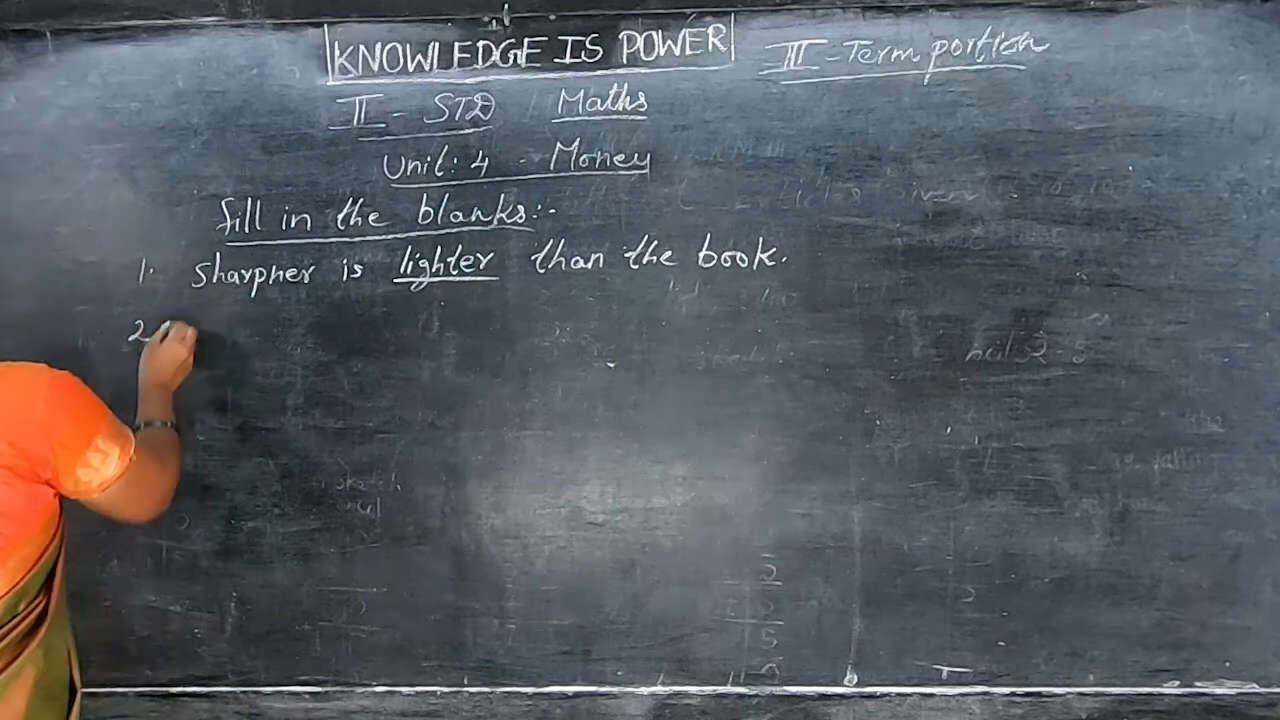 KNOWLEDGE IS POWER III - Term portion
II - STD Maths
Unit: 4 - Money
fill in the blanks:-
1. Sharpner is lighter than the book.
2